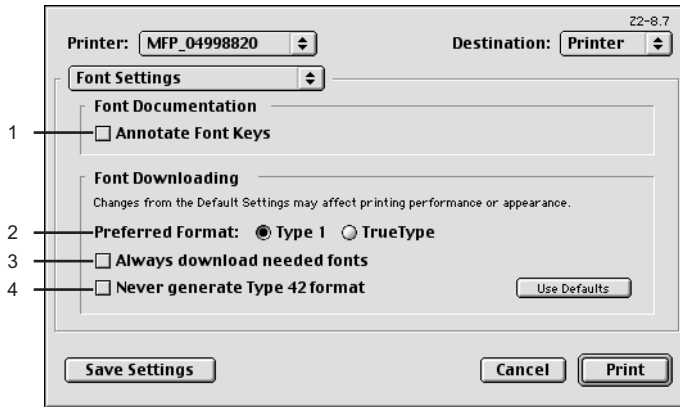 Z2-8.7
Printer: MFP_04998820 Destination: Printer
Font Settings
Font Documentation
1 Annotate Font Keys
Font Downloading
Changes from the Default Settings may affect printing performance or appearance.
2 Preferred Format: Type 1 TrueType
3 Always download needed fonts
4 Never generate Type 42 format Use Defaults
Save Settings Cancel Print